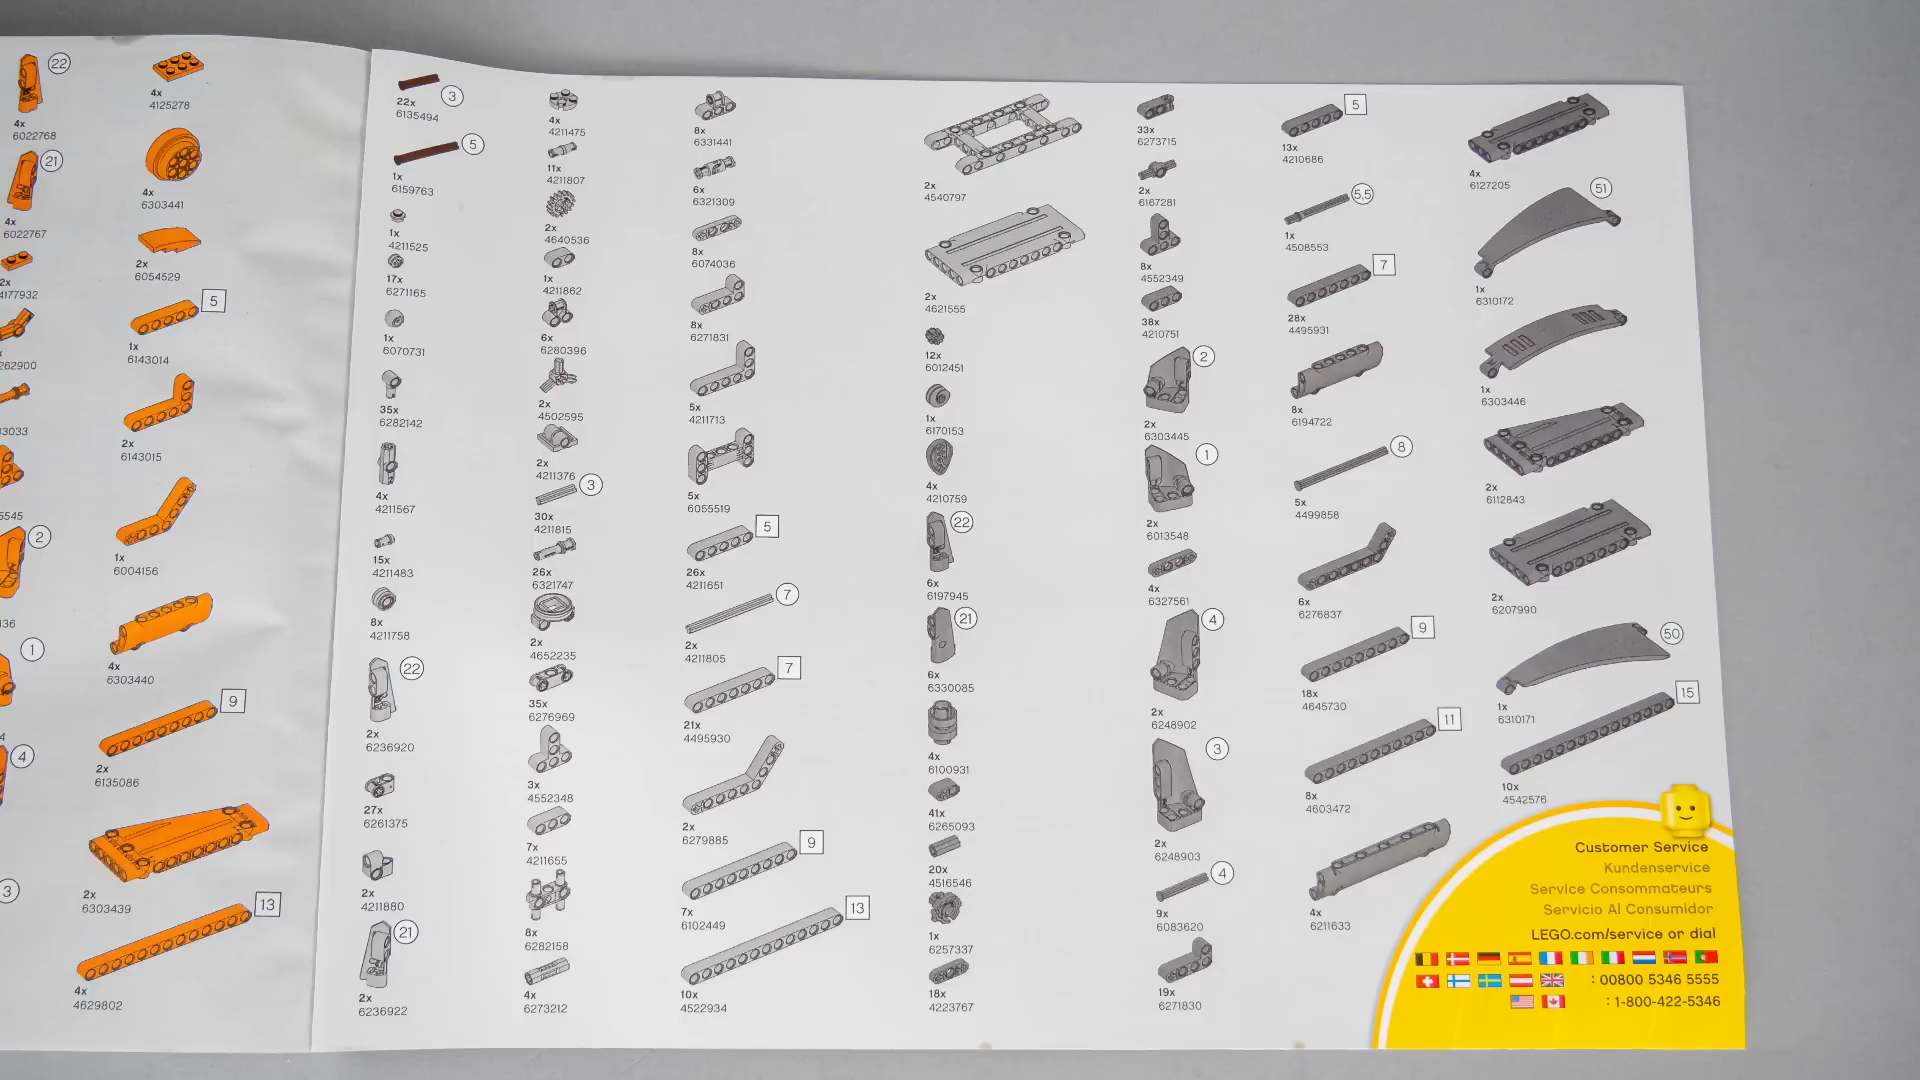 22
4x
6022768
21
4x
6022767
2x
4177932
2
1
4
3
4x
4125278
4x
6303441
2x
6054529
5
1x
6143014
2x
6143015
1x
6004156
4x
6303440
9
2x
6135086
2x
6303439
13
4x
4629802
3
22x
6135494
5
1x
6159763
1x
4211525
17x
6271165
1x
6070731
35x
6282142
4x
4211567
15x
4211483
8x
4211758
22
2x
6236920
27x
6261375
2x
4211880
21
2x
6236922
4x
4211475
11x
4211807
2x
4640536
1x
4211862
6x
6280396
2x
4502595
2x
4211376
3
30x
4211815
26x
6321747
2x
4652235
35x
6276969
3x
4552348
7x
4211655
8x
6282158
4x
6273212
8x
6331441
6x
6321309
8x
6074036
8x
6271831
5x
4211713
5x
6055519
5
26x
4211651
7
2x
4211805
7
21x
4495930
2x
6279885
9
7x
6102449
13
10x
4522934
2x
4540797
2x
4621555
12x
6012451
1x
6170153
4x
4210759
22
6x
6197945
21
6x
6330085
4x
6100931
41x
6265093
20x
4516546
1x
6257337
18x
4223767
33x
6273715
2x
6167281
8x
4552349
38x
4210751
2
2x
6303445
1
2x
6013548
4x
6327561
4
2x
6248902
3
2x
6248903
4
9x
6083620
19x
6271830
5
13x
4210686
5,5
1x
4508553
7
28x
4495931
8x
6194722
8
5x
4499858
6x
6276837
9
18x
4645730
11
8x
4603472
4x
6211633
4x
6127205
51
1x
6310172
1x
6303446
2x
6112843
2x
6207990
50
1x
6310171
15
10x
4542576
Customer Service
Kundenservice
Service Consommateurs
Servicio Al Consumidor
LEGO.com/service or dial
: 00800 5346 5555
: 1-800-422-5346